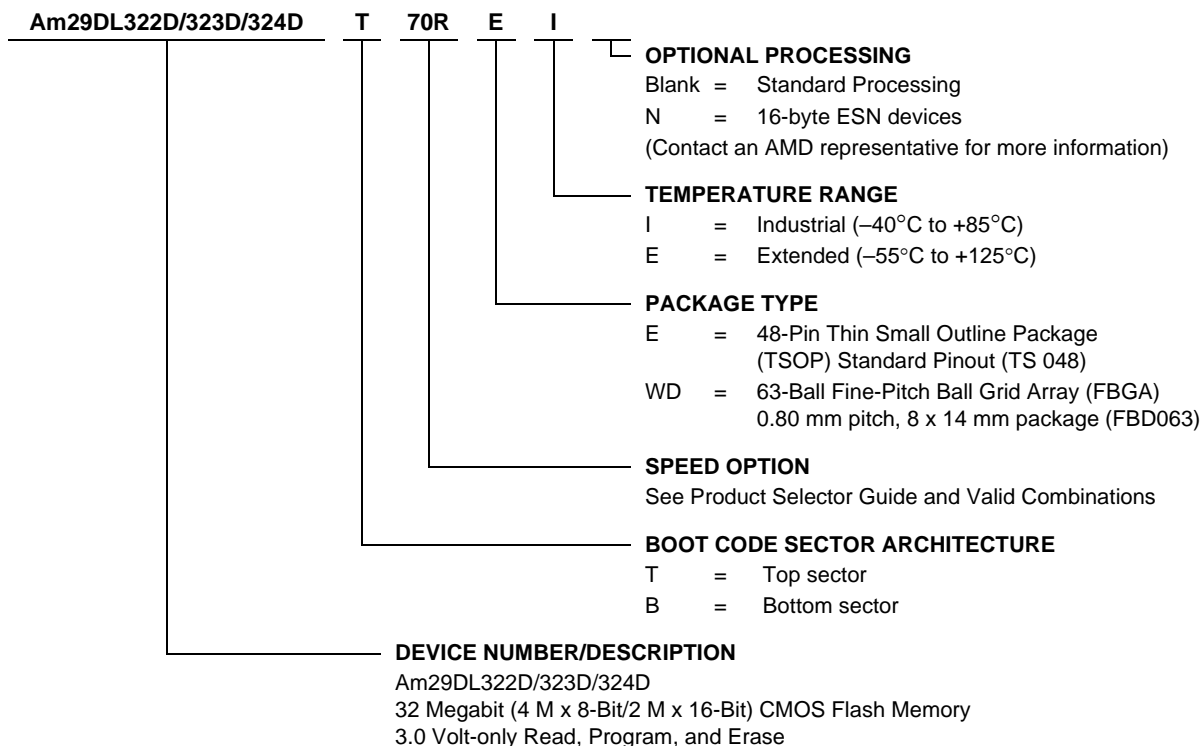 Am29DL322D/323D/324D T 70R E I
OPTIONAL PROCESSING
Blank = Standard Processing
N = 16-byte ESN devices
(Contact an AMD representative for more information)
TEMPERATURE RANGE
I = Industrial (–40°C to +85°C)
E = Extended (–55°C to +125°C)
PACKAGE TYPE
E = 48-Pin Thin Small Outline Package
(TSOP) Standard Pinout (TS 048)
WD = 63-Ball Fine-Pitch Ball Grid Array (FBGA)
0.80 mm pitch, 8 x 14 mm package (FBD063)
SPEED OPTION
See Product Selector Guide and Valid Combinations
BOOT CODE SECTOR ARCHITECTURE
T = Top sector
B = Bottom sector
DEVICE NUMBER/DESCRIPTION
Am29DL322D/323D/324D
32 Megabit (4 M x 8-Bit/2 M x 16-Bit) CMOS Flash Memory
3.0 Volt-only Read, Program, and Erase